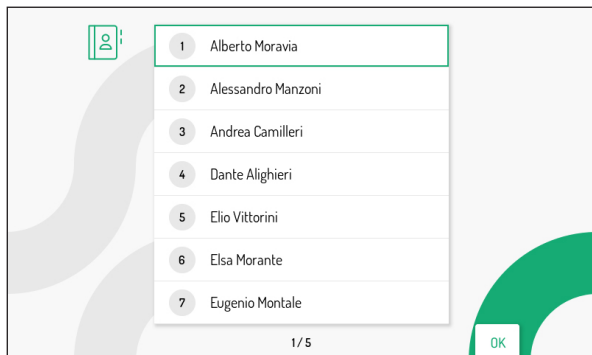 1 Alberto Moravia
2 Alessandro Manzoni
3 Andrea Camilleri
4 Dante Alighieri
5 Elio Vittorini
6 Elsa Morante
7 Eugenio Montale
1 / 5
OK